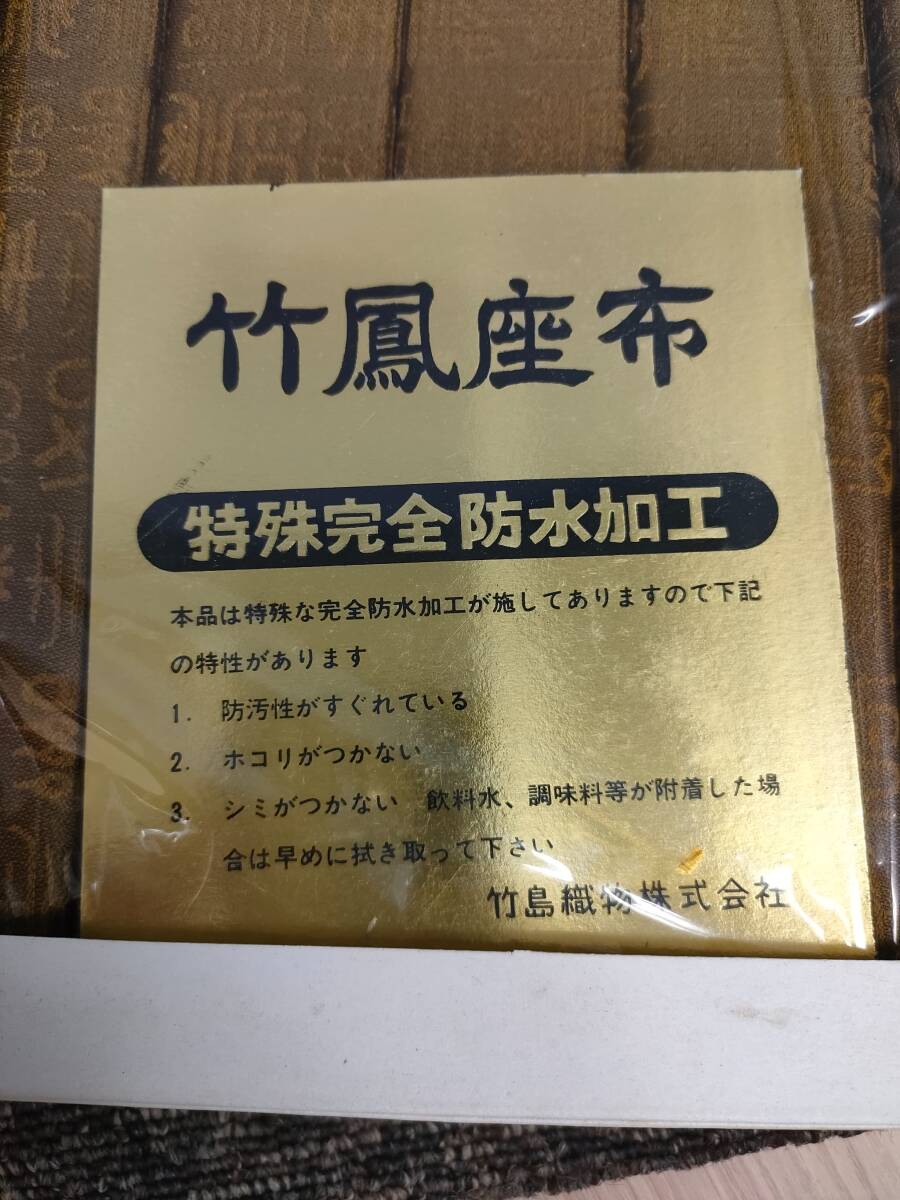 竹鳳座布
特殊完全防水加工
本品は特殊な完全防水加工が施してありますので下記
の特性があります
1. 防汚性がすぐれている
2. ホコリがつかない
3. シミがつかない 飲料水、調味料等が附着した場
合は早めに拭き取って下さい
竹島織物株式会社